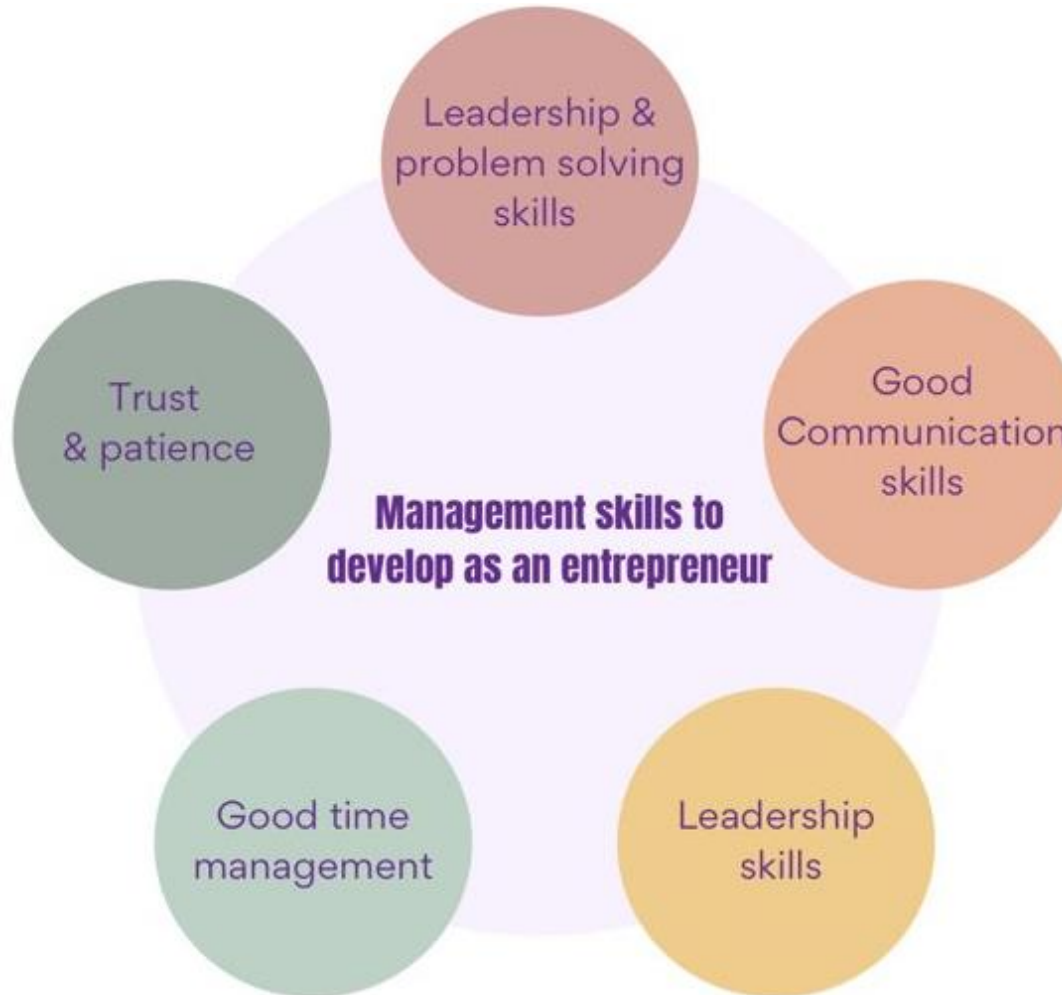 Leadership &
problem solving
skills
Trust
& patience
Good
Communication
skills
Management skills to
develop as an entrepreneur
Good time
management
Leadership
skills